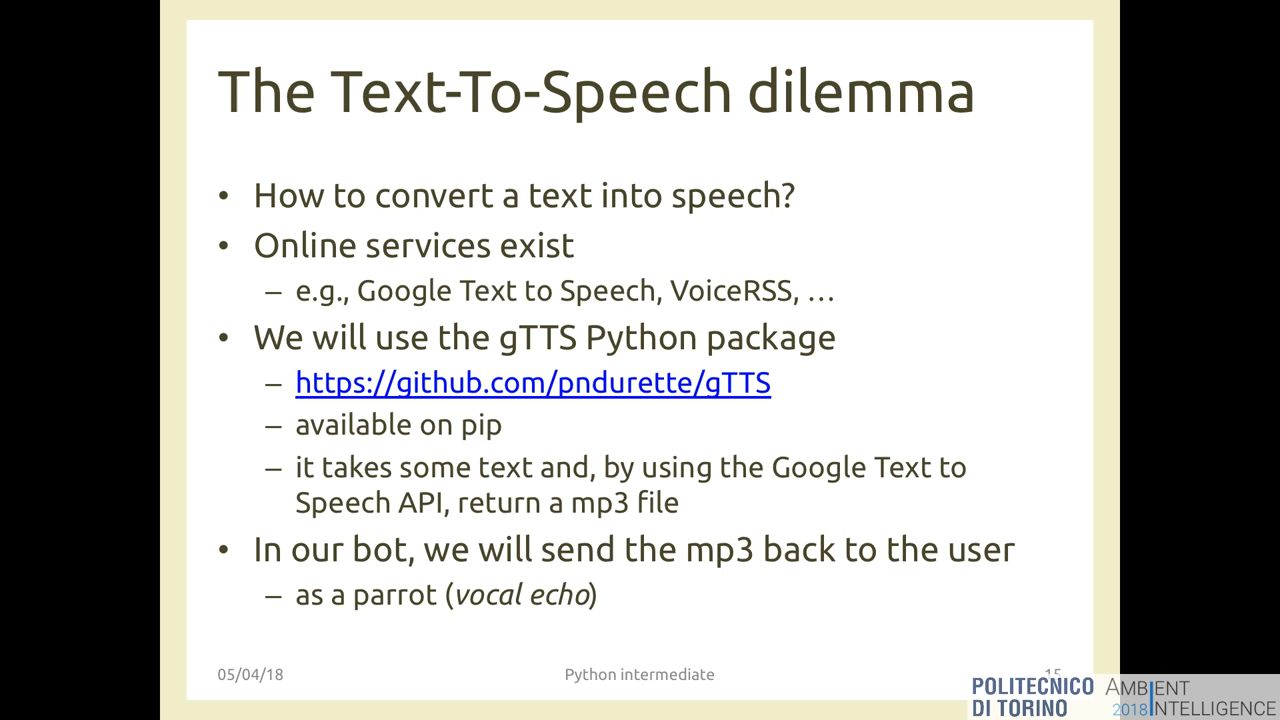 The Text-To-Speech dilemma
• How to convert a text into speech?
• Online services exist
– e.g., Google Text to Speech, VoiceRSS, …
• We will use the gTTS Python package
– https://github.com/pndurette/gTTS
– available on pip
– it takes some text and, by using the Google Text to
Speech API, return a mp3 file
• In our bot, we will send the mp3 back to the user
– as a parrot (vocal echo)
05/04/18 Python intermediate 15
POLITECNICO
DI TORINO
AMBIENT
2018 INTELLIGENCE